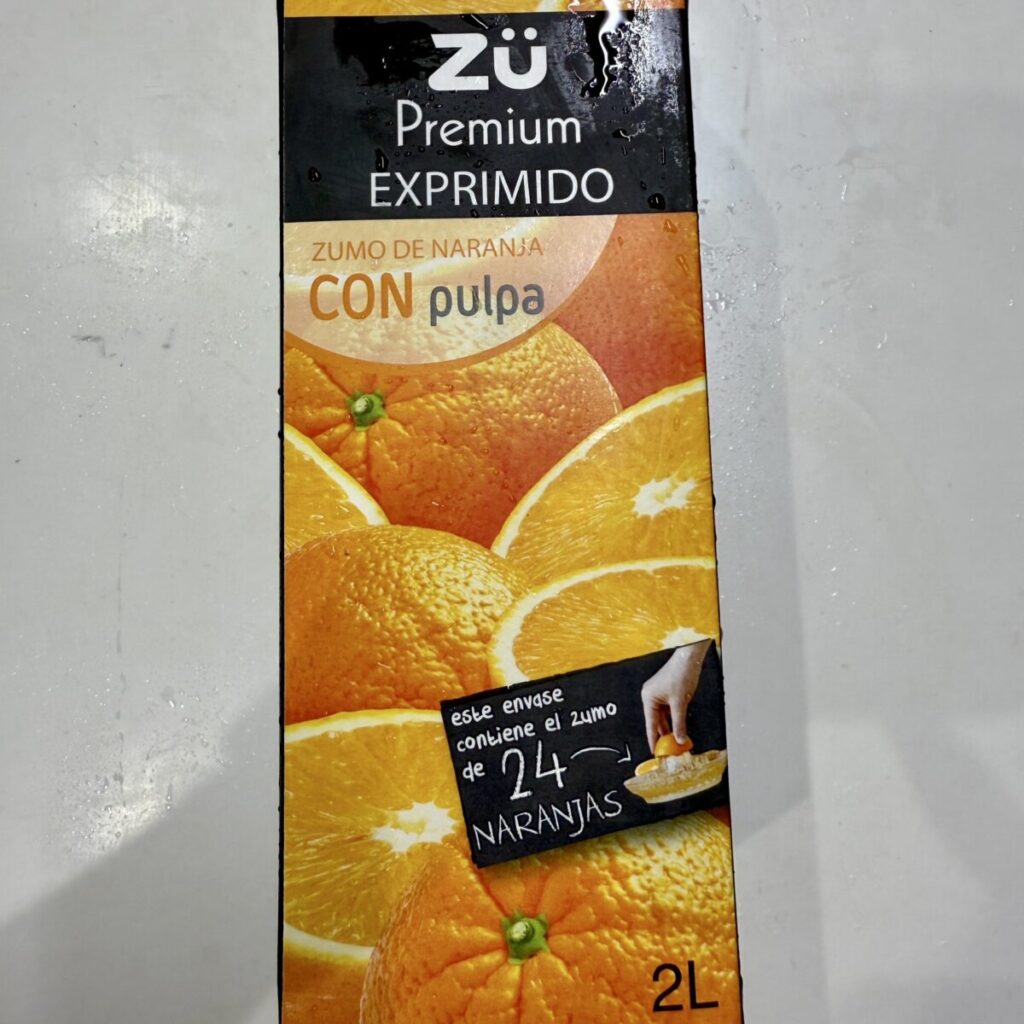 Zü
Premium
EXPRIMIDO
ZUMO DE NARANJA
CON pulpa
este envase
contiene el zumo
de 24
NARANJAS
2L